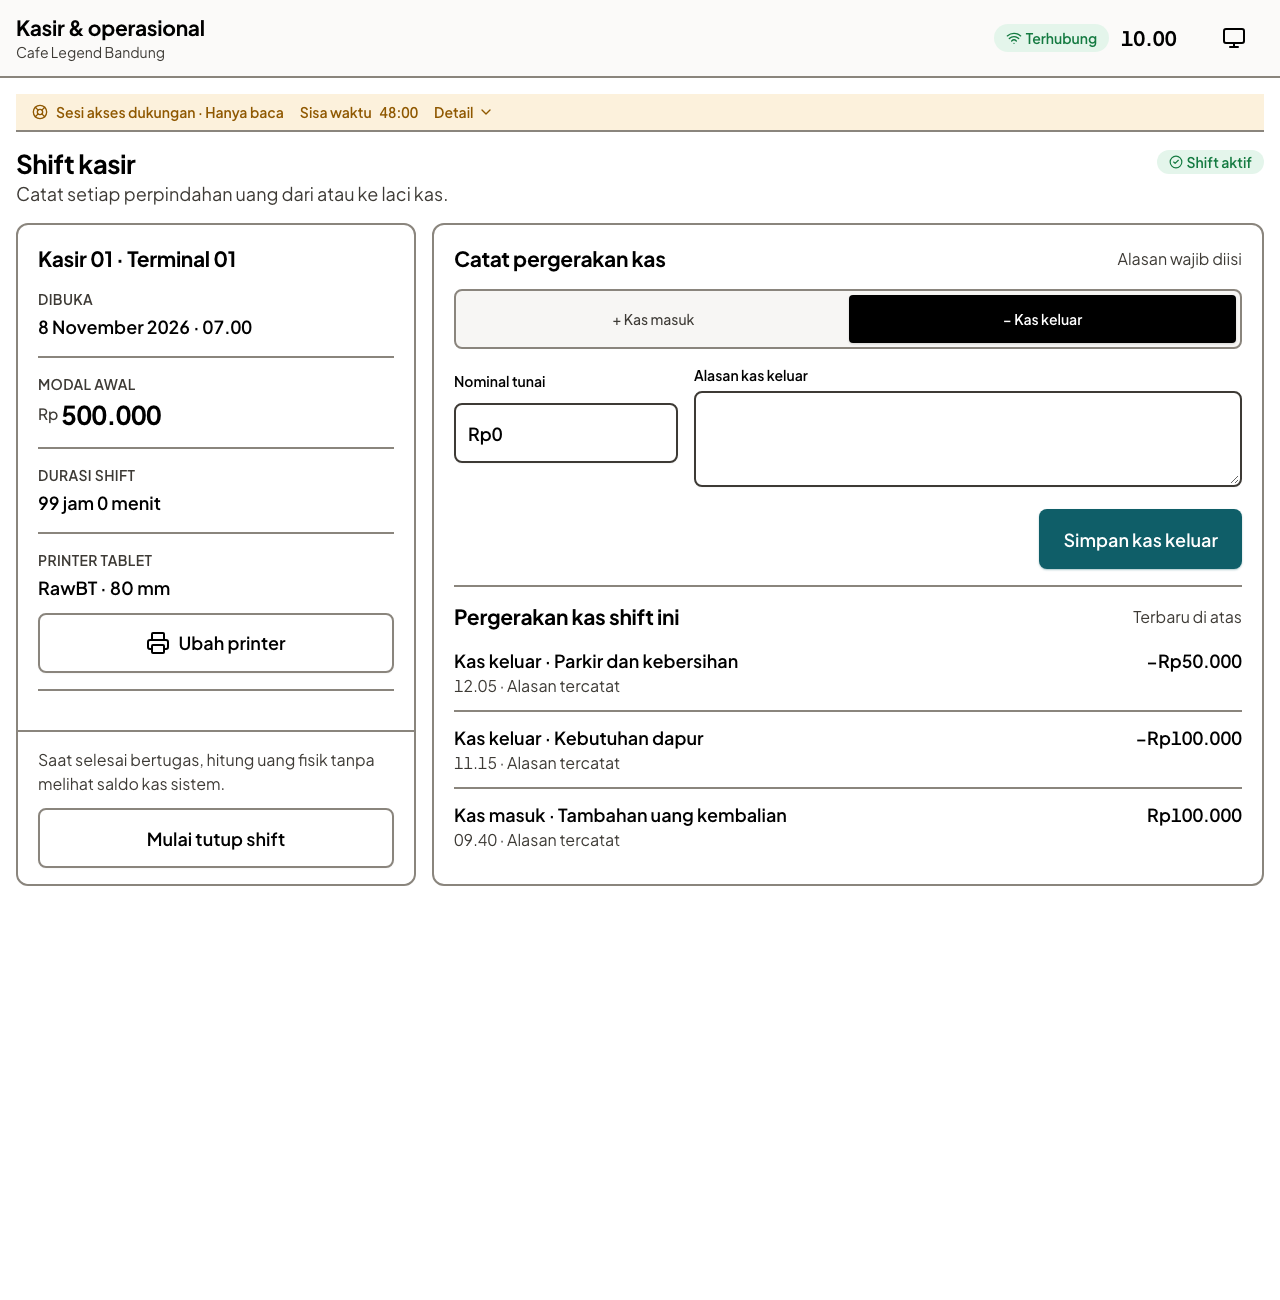 Kasir & operasional
Cafe Legend Bandung
Terhubung
10.00
Sesi akses dukungan · Hanya baca
Sisa waktu 48:00
Detail
Shift kasir
Catat setiap perpindahan uang dari atau ke laci kas.
Shift aktif
Kasir 01 · Terminal 01
DIBUKA
8 November 2026 · 07.00
MODAL AWAL
Rp 500.000
DURASI SHIFT
99 jam 0 menit
PRINTER TABLET
RawBT · 80 mm
Ubah printer
Saat selesai bertugas, hitung uang fisik tanpa
melihat saldo kas sistem.
Mulai tutup shift
Catat pergerakan kas
Alasan wajib diisi
+ Kas masuk
− Kas keluar
Nominal tunai
Rp0
Alasan kas keluar
Simpan kas keluar
Pergerakan kas shift ini
Terbaru di atas
Kas keluar · Parkir dan kebersihan
−Rp50.000
12.05 · Alasan tercatat
Kas keluar · Kebutuhan dapur
−Rp100.000
11.15 · Alasan tercatat
Kas masuk · Tambahan uang kembalian
Rp100.000
09.40 · Alasan tercatat